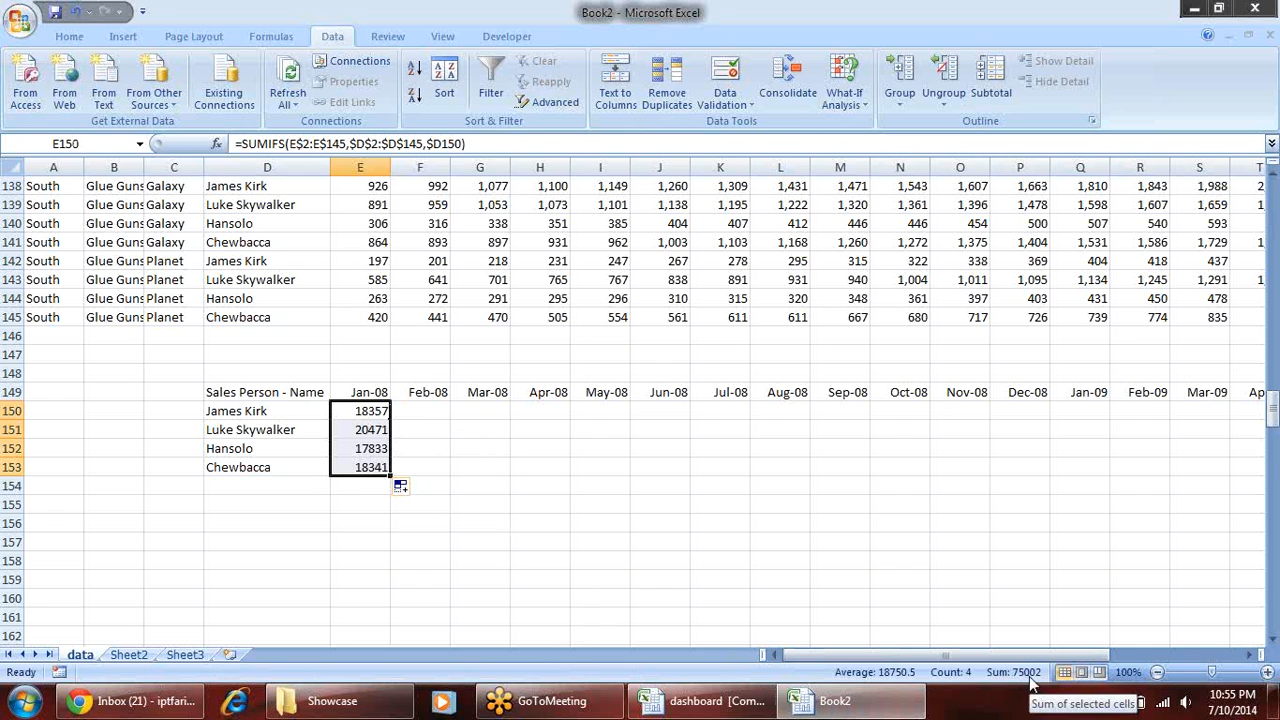 Book2 - Microsoft Excel
Home Insert Page Layout Formulas Data Review View Developer
From Access
From Web
From Text
From Other Sources
Existing Connections
Get External Data
Refresh All
Connections
Properties
Edit Links
Connections
Sort
Filter
Clear
Reapply
Advanced
Sort & Filter
Text to Columns
Remove Duplicates
Data Validation
Consolidate
What-If Analysis
Data Tools
Group
Ungroup
Subtotal
Show Detail
Hide Detail
Outline
E150 fx =SUMIFS(E$2:E$145,$D$2:$D$145,$D150)
A B C D E F G H I J K L M N O P Q R S T
138 South Glue Guns Galaxy James Kirk 926 992 1,077 1,100 1,149 1,260 1,309 1,431 1,471 1,543 1,607 1,663 1,810 1,843 1,988 2
139 South Glue Guns Galaxy Luke Skywalker 891 959 1,053 1,073 1,101 1,138 1,195 1,222 1,320 1,361 1,396 1,478 1,598 1,607 1,659 1,
140 South Glue Guns Galaxy Hansolo 306 316 338 351 385 404 407 412 446 446 454 500 507 540 593
141 South Glue Guns Galaxy Chewbacca 864 893 897 931 962 1,003 1,103 1,168 1,260 1,272 1,375 1,404 1,531 1,586 1,729 1,
142 South Glue Guns Planet James Kirk 197 201 218 231 247 267 278 295 315 322 338 369 404 418 437
143 South Glue Guns Planet Luke Skywalker 585 641 701 765 767 838 891 931 940 1,004 1,011 1,095 1,134 1,245 1,291 1,
144 South Glue Guns Planet Hansolo 263 272 291 295 296 310 315 320 348 361 397 403 431 450 478
145 South Glue Guns Planet Chewbacca 420 441 470 505 554 561 611 611 667 680 717 726 739 774 835
146
147
148
149 Sales Person - Name Jan-08 Feb-08 Mar-08 Apr-08 May-08 Jun-08 Jul-08 Aug-08 Sep-08 Oct-08 Nov-08 Dec-08 Jan-09 Feb-09 Mar-09 Ap
150 James Kirk 18357
151 Luke Skywalker 20471
152 Hansolo 17833
153 Chewbacca 18341
154
155
156
157
158
159
160
161
162
data Sheet2 Sheet3
Ready Average: 18750.5 Count: 4 Sum: 75002 100%
Sum of selected cells
Inbox (21) - iptfari... Showcase GoToMeeting dashboard [Com... Book2
10:55 PM
7/10/2014